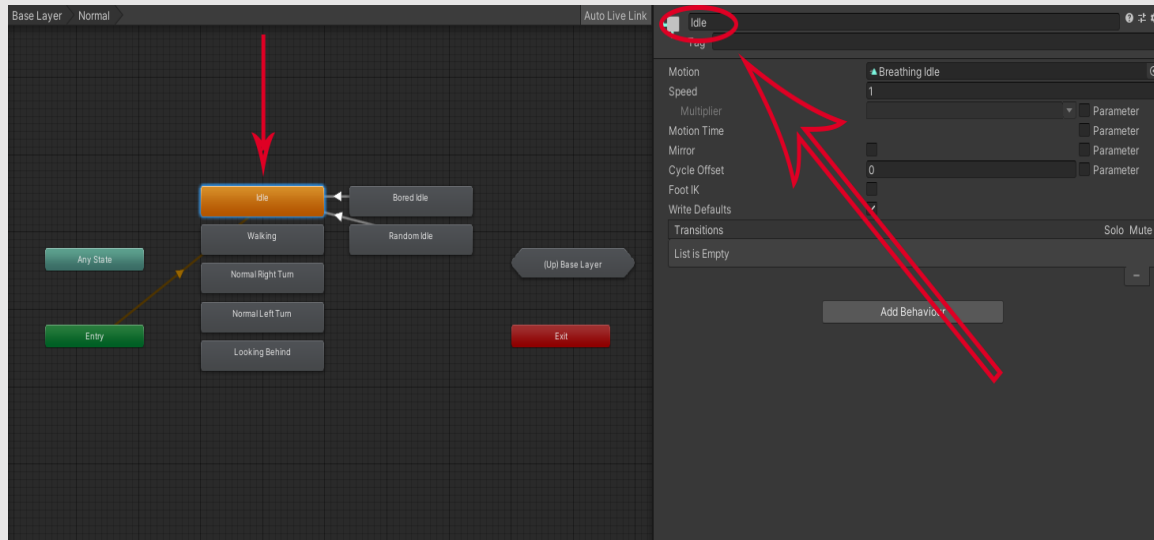 Base Layer Normal Auto Live Link
Idle
Tag
Motion Breathing Idle
Speed 1
Multiplier Parameter
Motion Time Parameter
Mirror Parameter
Cycle Offset 0 Parameter
Foot IK
Write Defaults
Transitions Solo Mute
List is Empty
Add Behaviour
Idle Bored Idle
Walking Random Idle
Any State
Normal Right Turn
(Up) Base Layer
Normal Left Turn
Entry
Exit
Looking Behind